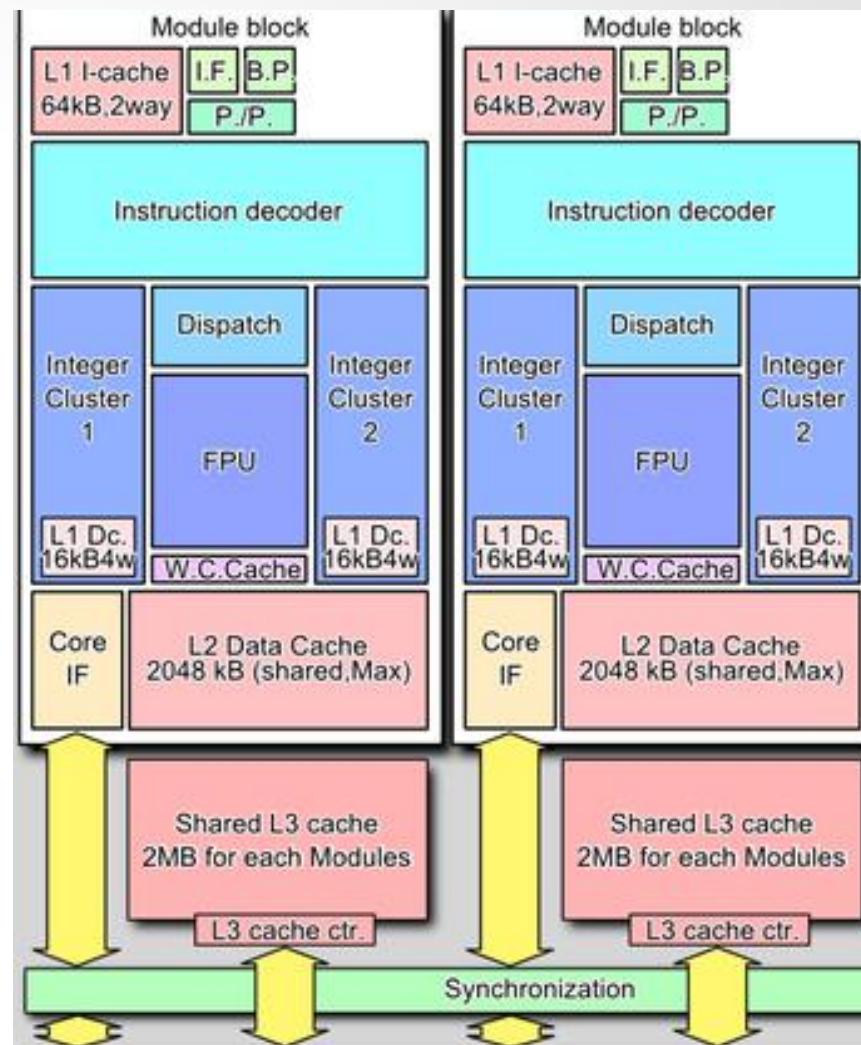 Module block
L1 I-cache
64kB,2way
I.F.
B.P.
P./P.
Instruction decoder
Integer
Cluster
1
Dispatch
FPU
Integer
Cluster
2
L1 Dc.
16kB4w
W.C.Cache
L1 Dc.
16kB4w
Core
IF
L2 Data Cache
2048 kB (shared,Max)
Shared L3 cache
2MB for each Modules
L3 cache ctr.
Module block
L1 I-cache
64kB,2way
I.F.
B.P.
P./P.
Instruction decoder
Integer
Cluster
1
Dispatch
FPU
Integer
Cluster
2
L1 Dc.
16kB4w
W.C.Cache
L1 Dc.
16kB4w
Core
IF
L2 Data Cache
2048 kB (shared,Max)
Shared L3 cache
2MB for each Modules
L3 cache ctr.
Synchronization